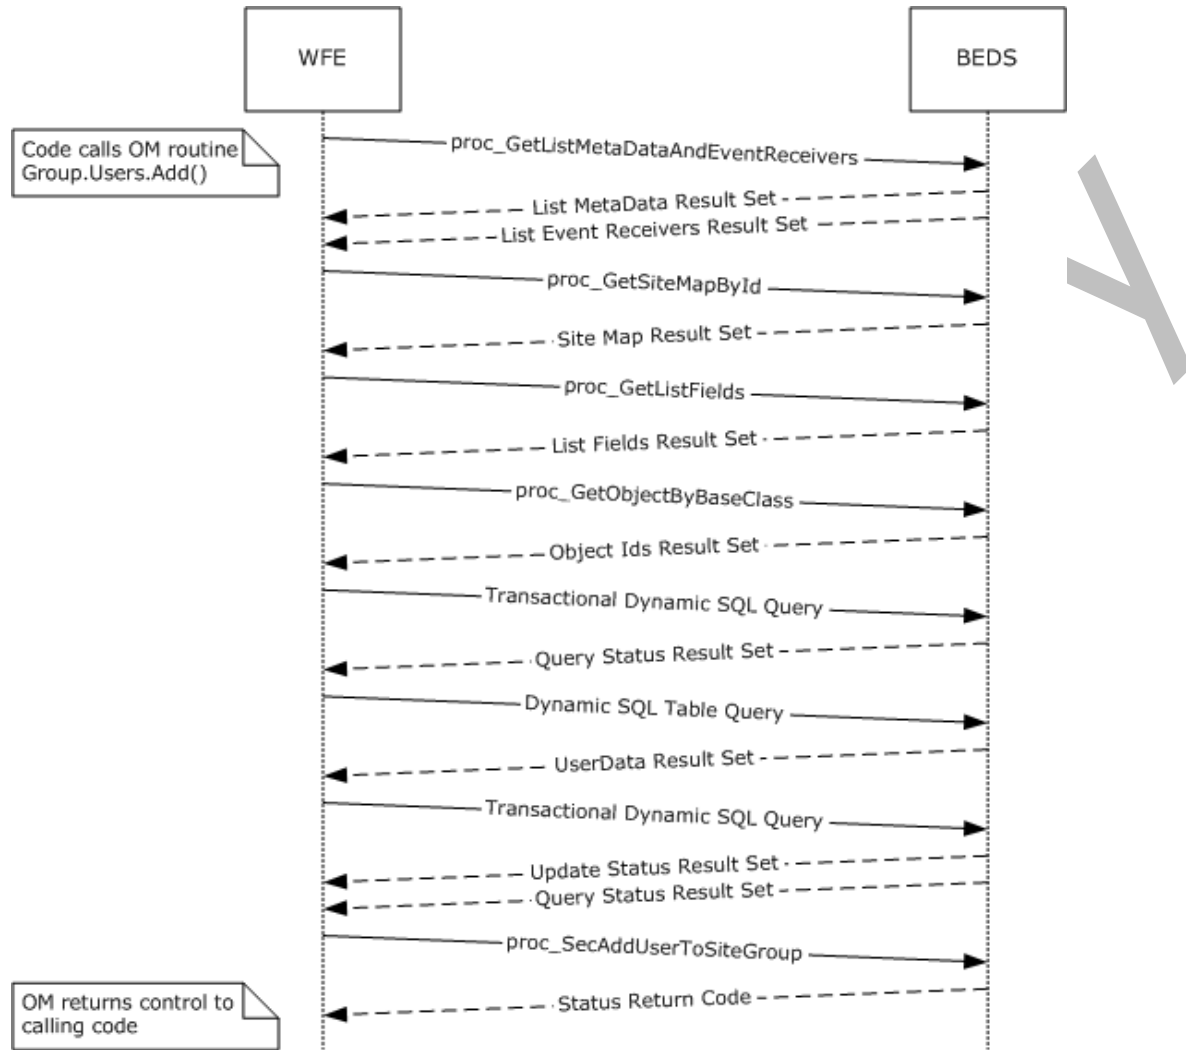 WFE
BEDS
Code calls OM routine
Group.Users.Add()
proc_GetListMetaDataAndEventReceivers
List MetaData Result Set
List Event Receivers Result Set
proc_GetSiteMapById
Site Map Result Set
proc_GetListFields
List Fields Result Set
proc_GetObjectByBaseClass
Object Ids Result Set
Transactional Dynamic SQL Query
Query Status Result Set
Dynamic SQL Table Query
UserData Result Set
Transactional Dynamic SQL Query
Update Status Result Set
Query Status Result Set
proc_SecAddUserToSiteGroup
Status Return Code
OM returns control to
calling code
y